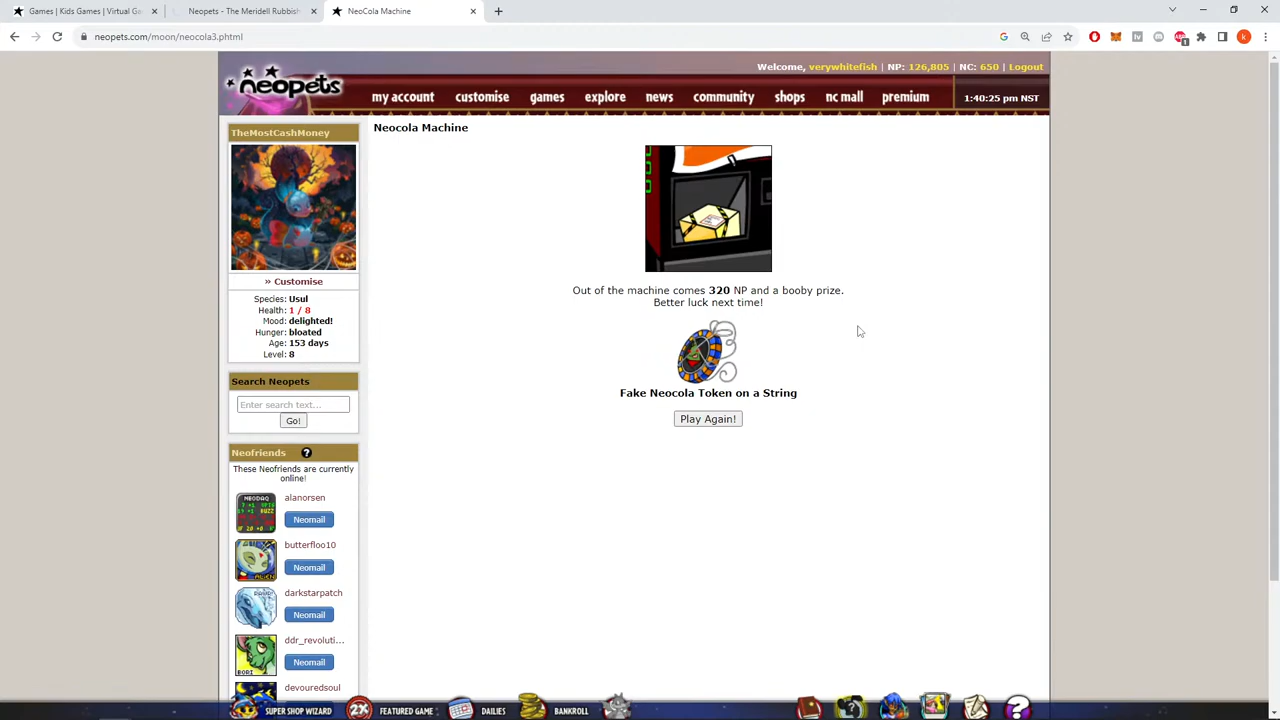 Games | Kids Games | Virtual Ga
Neopets - The Meridell Rubbish
NeoCola Machine
neopets.com/moon/neocola3.phtml
Welcome, verywhitefish | NP: 126,805 | NC: 650 | Logout
neopets
my account
customise
games
explore
news
community
shops
nc mall
premium
1:40:25 pm NST
TheMostCashMoney
Neocola Machine
» Customise
Species: Usul
Health: 1 / 8
Mood: delighted!
Hunger: bloated
Age: 153 days
Level: 8
Out of the machine comes 320 NP and a booby prize.
Better luck next time!
Fake Neocola Token on a String
Play Again!
Search Neopets
Enter search text...
Go!
Neofriends ?
These Neofriends are currently
online!
alanorsen
Neomail
butterfloo10
Neomail
darkstarpatch
Neomail
ddr_revoluti...
Neomail
devouredsoul
SUPER SHOP WIZARD
2X
FEATURED GAME
DAILIES
BANKROLL